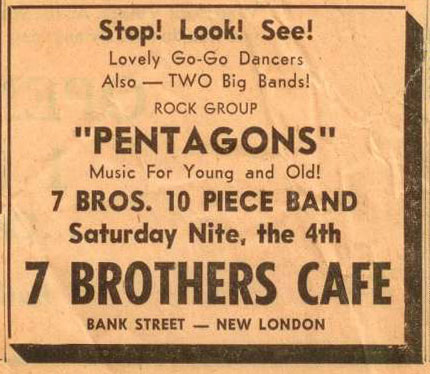 Stop! Look! See!
Lovely Go-Go Dancers
Also — TWO Big Bands!
ROCK GROUP
"PENTAGONS"
Music For Young and Old!
7 BROS. 10 PIECE BAND
Saturday Nite, the 4th
7 BROTHERS CAFE
BANK STREET — NEW LONDON